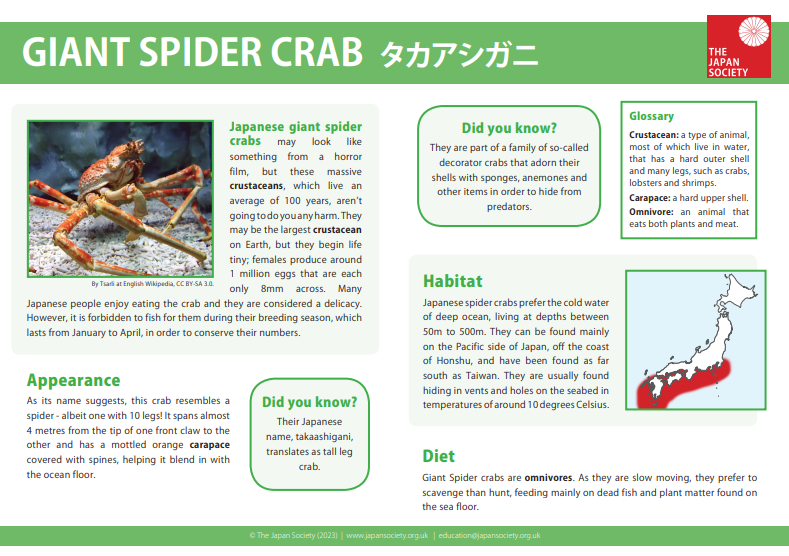 GIANT SPIDER CRAB タカアシガニ
THE
JAPAN
SOCIETY
Japanese giant spider
crabs may look like
something from a horror
film, but these massive
crustaceans, which live an
average of 100 years, aren't
going to do you any harm. They
may be the largest crustacean
on Earth, but they begin life
tiny; females produce around
1 million eggs that are each
only 8mm across. Many
By Tsarli at English Wikipedia, CC BY-SA 3.0.
Japanese people enjoy eating the crab and they are considered a delicacy.
However, it is forbidden to fish for them during their breeding season, which
lasts from January to April, in order to conserve their numbers.
Appearance
As its name suggests, this crab resembles a
spider - albeit one with 10 legs! It spans almost
4 metres from the tip of one front claw to the
other and has a mottled orange carapace
covered with spines, helping it blend in with
the ocean floor.
Did you know?
Their Japanese
name, takaashigani,
translates as tall leg
crab.
Did you know?
They are part of a family of so-called
decorator crabs that adorn their
shells with sponges, anemones and
other items in order to hide from
predators.
Glossary
Crustacean: a type of animal,
most of which live in water,
that has a hard outer shell
and many legs, such as crabs,
lobsters and shrimps.
Carapace: a hard upper shell.
Omnivore: an animal that
eats both plants and meat.
Habitat
Japanese spider crabs prefer the cold water
of deep ocean, living at depths between
50m to 500m. They can be found mainly
on the Pacific side of Japan, off the coast
of Honshu, and have been found as far
south as Taiwan. They are usually found
hiding in vents and holes on the seabed in
temperatures of around 10 degrees Celsius.
Diet
Giant Spider crabs are omnivores. As they are slow moving, they prefer to
scavenge than hunt, feeding mainly on dead fish and plant matter found on
the sea floor.
© The Japan Society (2023) | www.japansociety.org.uk | education@japansociety.org.uk